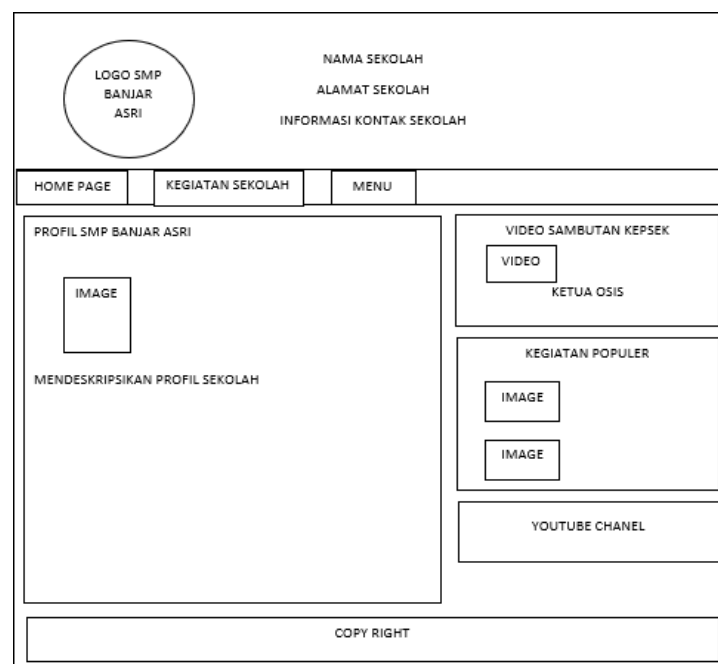 LOGO SMP
BANJAR
ASRI
NAMA SEKOLAH
ALAMAT SEKOLAH
INFORMASI KONTAK SEKOLAH
HOME PAGE
KEGIATAN SEKOLAH
MENU
PROFIL SMP BANJAR ASRI
IMAGE
MENDESKRIPSIKAN PROFIL SEKOLAH
VIDEO SAMBUTAN KEPSEK
VIDEO
KETUA OSIS
KEGIATAN POPULER
IMAGE
IMAGE
YOUTUBE CHANEL
COPY RIGHT